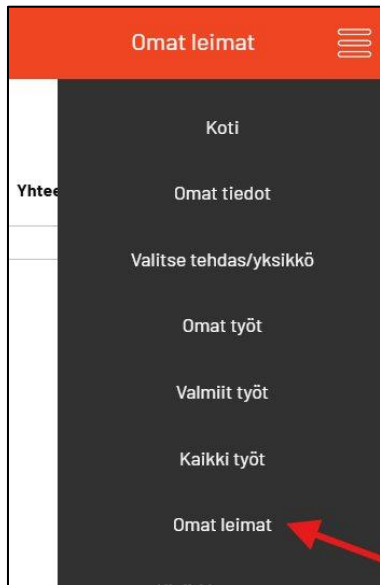 Omat leimat
Koti
Yhtee
Omat tiedot
Valitse tehdas/yksikkö
Omat työt
Valmiit työt
Kaikki työt
Omat leimat